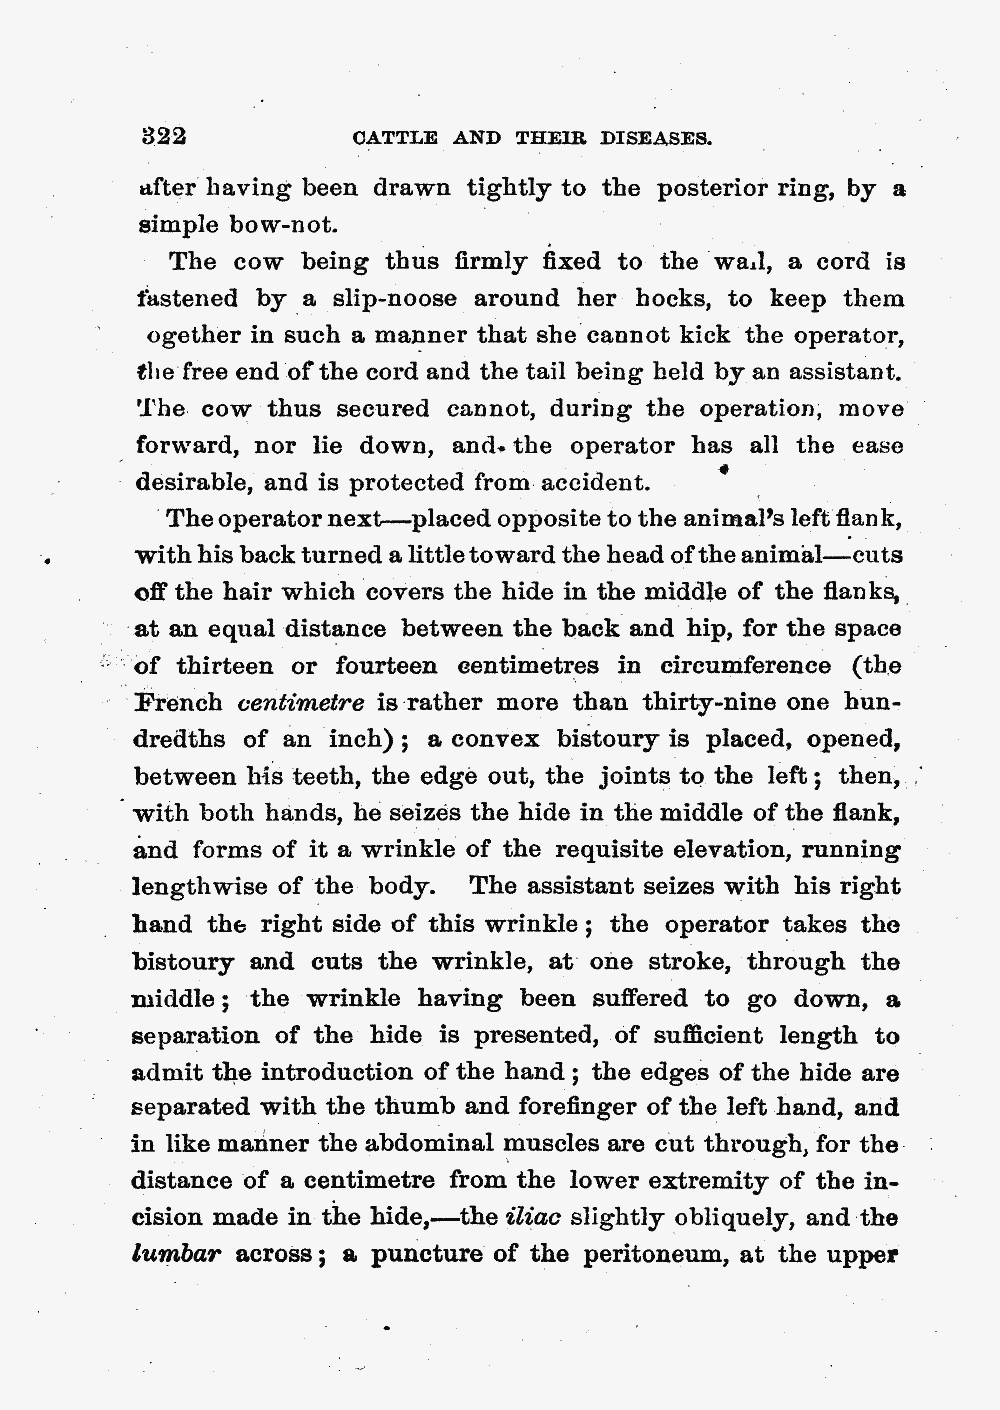 322 CATTLE AND THEIR DISEASES.
after having been drawn tightly to the posterior ring, by a
simple bow-not.
The cow being thus firmly fixed to the wall, a cord is
fastened by a slip-noose around her hocks, to keep them
ogether in such a manner that she cannot kick the operator,
the free end of the cord and the tail being held by an assistant.
The cow thus secured cannot, during the operation, move
forward, nor lie down, and the operator has all the ease
desirable, and is protected from accident.
The operator next—placed opposite to the animal's left flank,
with his back turned a little toward the head of the animal—cuts
off the hair which covers the hide in the middle of the flanks,
at an equal distance between the back and hip, for the space
of thirteen or fourteen centimetres in circumference (the
French centimetre is rather more than thirty-nine one hun-
dredths of an inch); a convex bistoury is placed, opened,
between his teeth, the edge out, the joints to the left; then,
with both hands, he seizes the hide in the middle of the flank,
and forms of it a wrinkle of the requisite elevation, running
lengthwise of the body. The assistant seizes with his right
hand the right side of this wrinkle; the operator takes the
bistoury and cuts the wrinkle, at one stroke, through the
middle; the wrinkle having been suffered to go down, a
separation of the hide is presented, of sufficient length to
admit the introduction of the hand; the edges of the hide are
separated with the thumb and forefinger of the left hand, and
in like manner the abdominal muscles are cut through, for the
distance of a centimetre from the lower extremity of the in-
cision made in the hide,—the iliac slightly obliquely, and the
lumbar across; a puncture of the peritoneum, at the upper